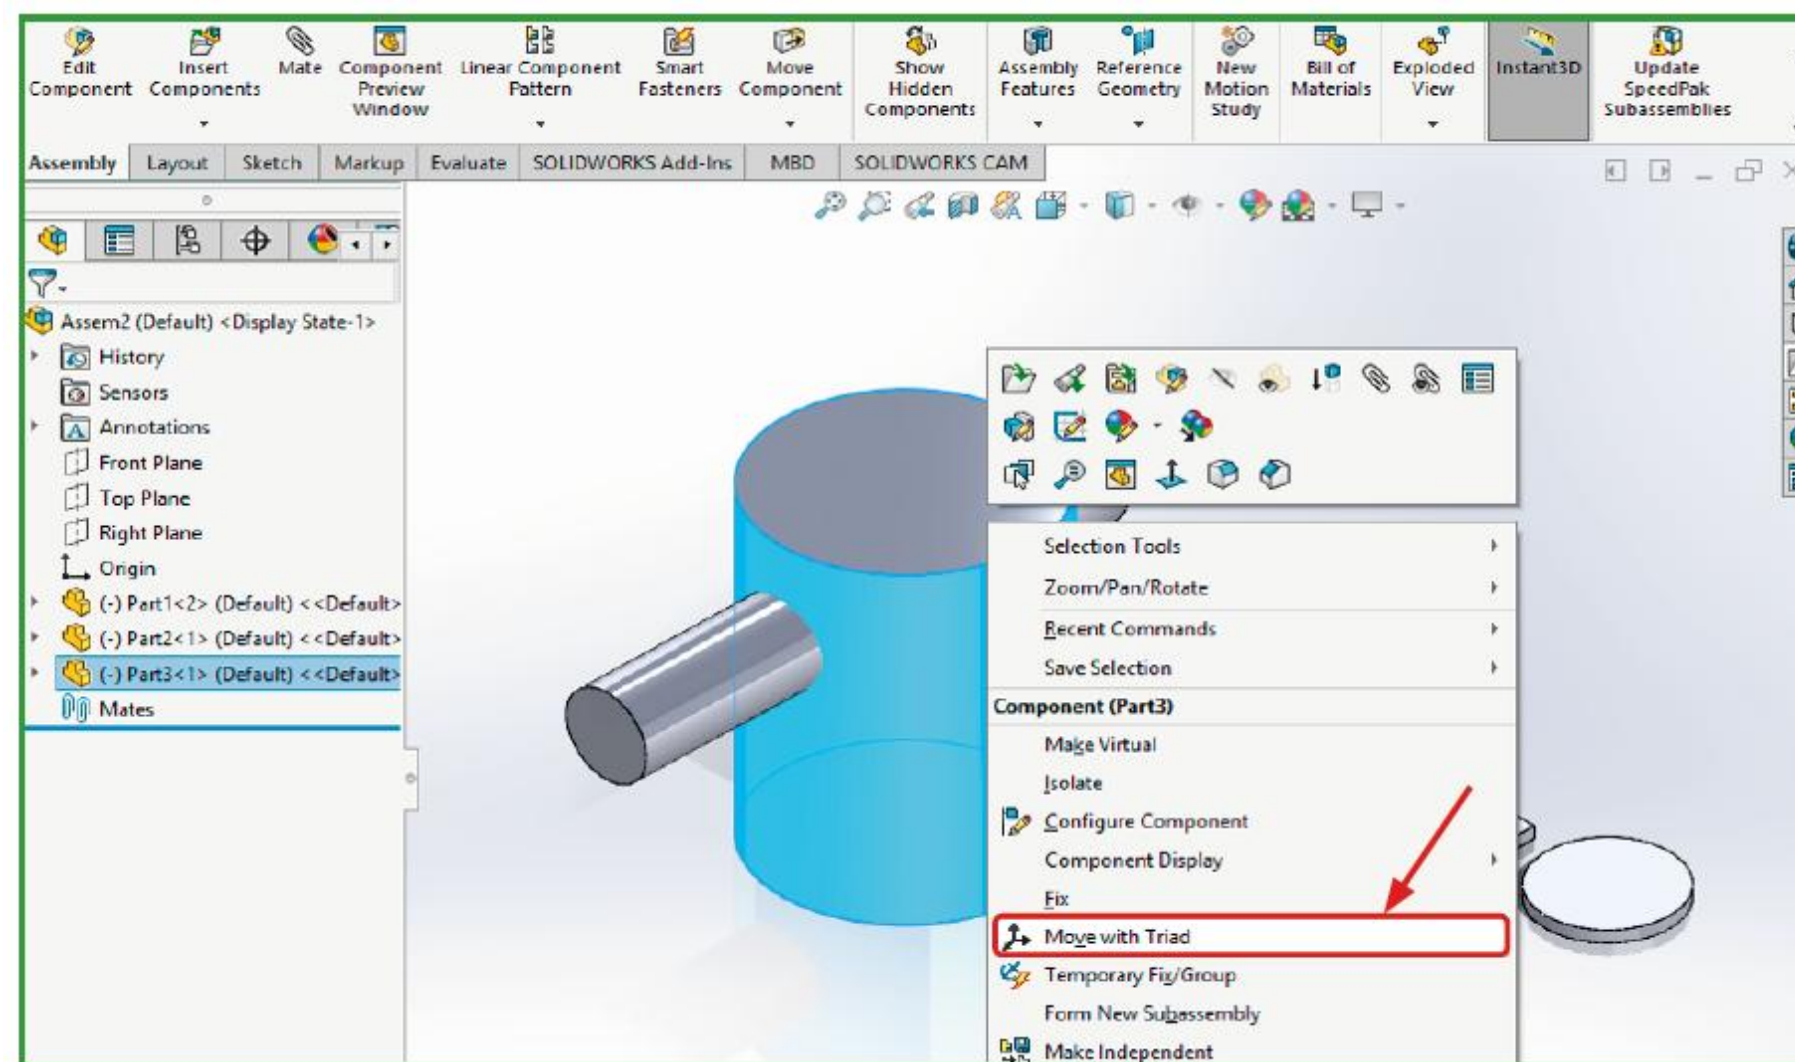 Edit Component
Insert Components
Mate
Component Preview Window
Linear Component Pattern
Smart Fasteners
Move Component
Show Hidden Components
Assembly Features
Reference Geometry
New Motion Study
Bill of Materials
Exploded View
Instant3D
Update SpeedPak Subassemblies
Assembly
Layout
Sketch
Markup
Evaluate
SOLIDWORKS Add-Ins
MBD
SOLIDWORKS CAM
Assem2 (Default) <Display State-1>
History
Sensors
Annotations
Front Plane
Top Plane
Right Plane
Origin
(-) Part1<2> (Default) <<Default>
(-) Part2<1> (Default) <<Default>
(-) Part3<1> (Default) <<Default>
Mates
Selection Tools
Zoom/Pan/Rotate
Recent Commands
Save Selection
Component (Part3)
Make Virtual
Isolate
Configure Component
Component Display
Fix
Move with Triad
Temporary Fix/Group
Form New Subassembly
Make Independent